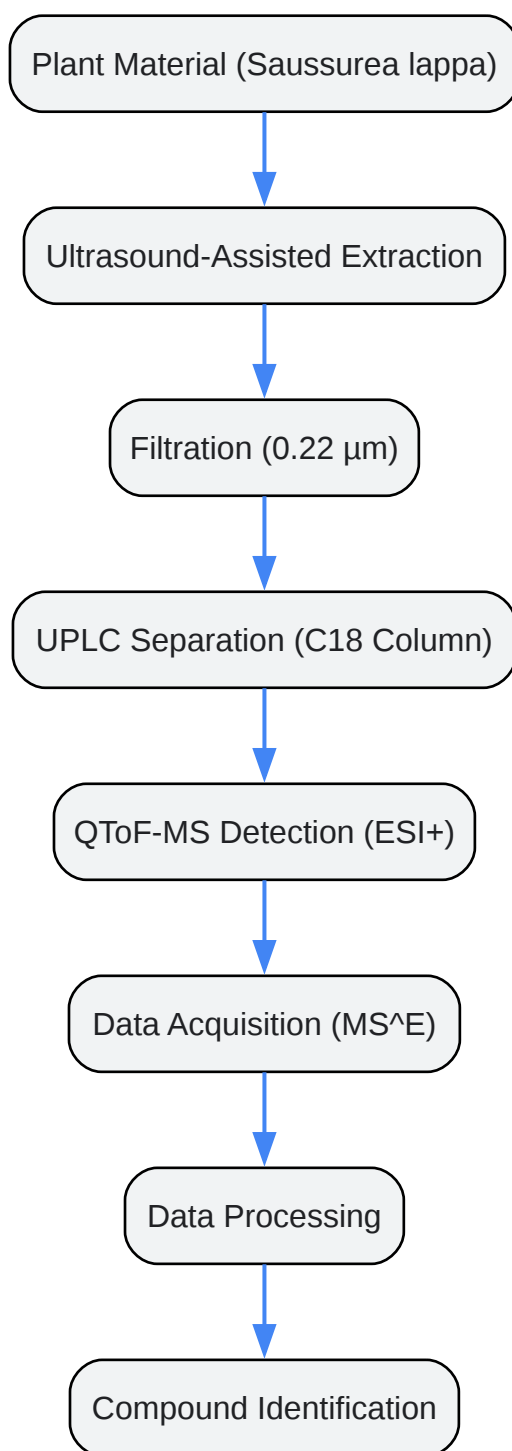 Plant Material (Saussurea lappa)
Ultrasound-Assisted Extraction
Filtration (0.22 µm)
UPLC Separation (C18 Column)
QToF-MS Detection (ESI+)
Data Acquisition (MS^E)
Data Processing
Compound Identification